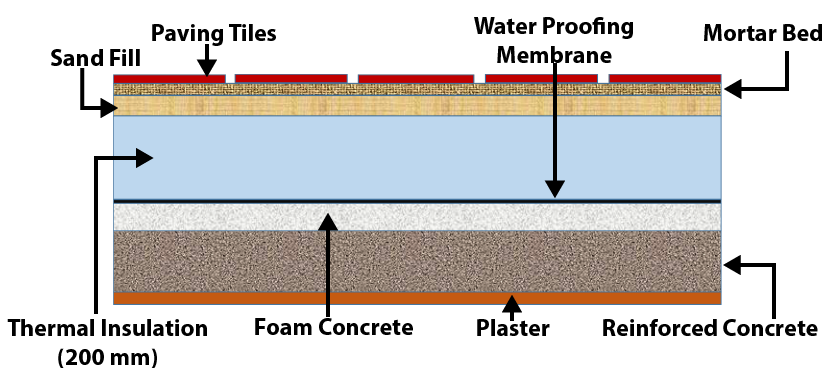 Paving Tiles
Water Proofing
Membrane
Mortar Bed
Sand Fill
Thermal Insulation
(200 mm)
Foam Concrete
Plaster
Reinforced Concrete